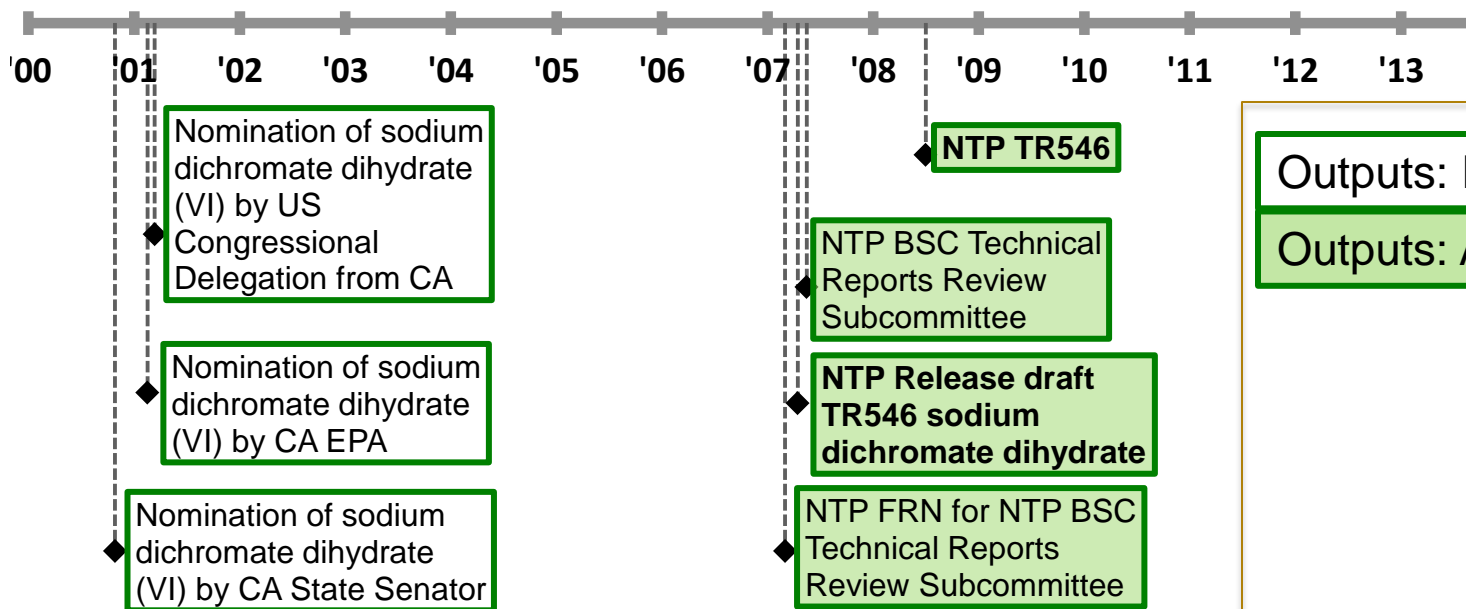 '00 '01 '02 '03 '04 '05 '06 '07 '08 '09 '10 '11 '12 '13
Nomination of sodium
dichromate dihydrate
(VI) by US
Congressional
Delegation from CA
Nomination of sodium
dichromate dihydrate
(VI) by CA EPA
Nomination of sodium
dichromate dihydrate
(VI) by CA State Senator
NTP TR546
NTP BSC Technical
Reports Review
Subcommittee
NTP Release draft
TR546 sodium
dichromate dihydrate
NTP FRN for NTP BSC
Technical Reports
Review Subcommittee
Outputs:
Outputs: